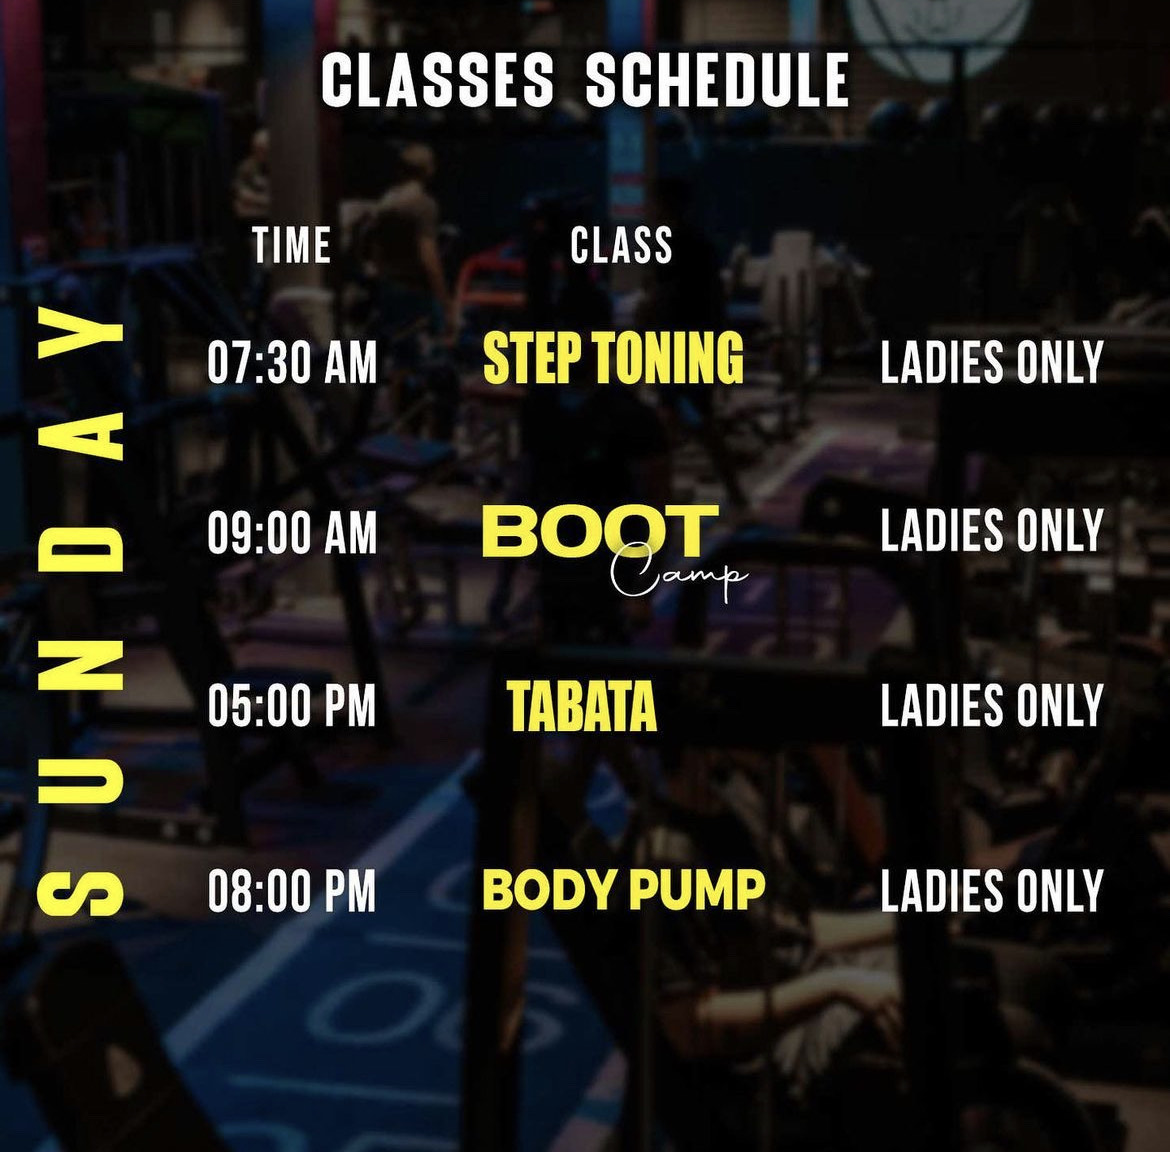 CLASSES SCHEDULE
TIME CLASS
SUNDAY
07:30 AM STEP TONING LADIES ONLY
09:00 AM BOOT Camp LADIES ONLY
05:00 PM TABATA LADIES ONLY
08:00 PM BODY PUMP LADIES ONLY
06